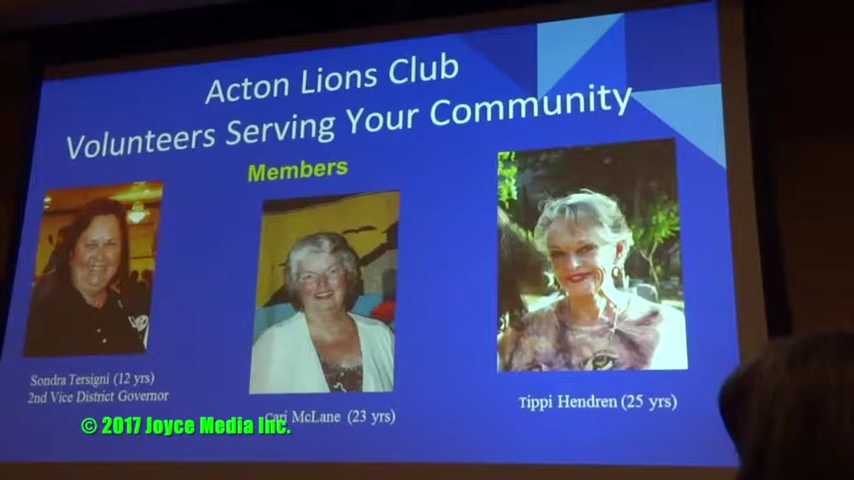 Acton Lions Club
Volunteers Serving Your Community
Members
Sondra Tersigni (12 yrs)
2nd Vice District Governor
McLane (23 yrs)
Tippi Hendren (25 yrs)
© 2017 Joyce Media Inc.